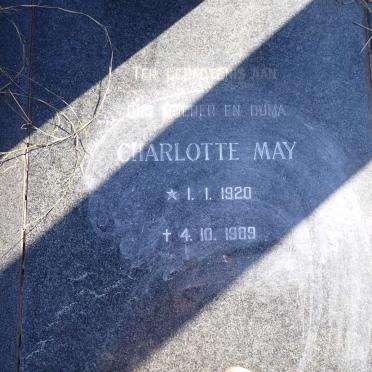 TER GEDAGTENIS AAN
ONS MOEDER EN OUMA
CHARLOTTE MAY
★ 1. 1. 1920
✝ 4. 10. 1989